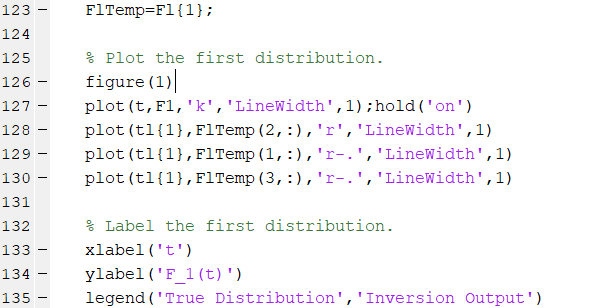 123 – FlTemp=Fl{1};
124
125 % Plot the first distribution.
126 – figure(1)
127 – plot(t,F1,'k','LineWidth',1);hold('on')
128 – plot(tl{1},FlTemp(2,:),'r','LineWidth',1)
129 – plot(tl{1},FlTemp(1,:),'r-.','LineWidth',1)
130 – plot(tl{1},FlTemp(3,:),'r-.','LineWidth',1)
131
132 % Label the first distribution.
133 – xlabel('t')
134 – ylabel('F_1(t)')
135 – legend('True Distribution','Inversion Output')